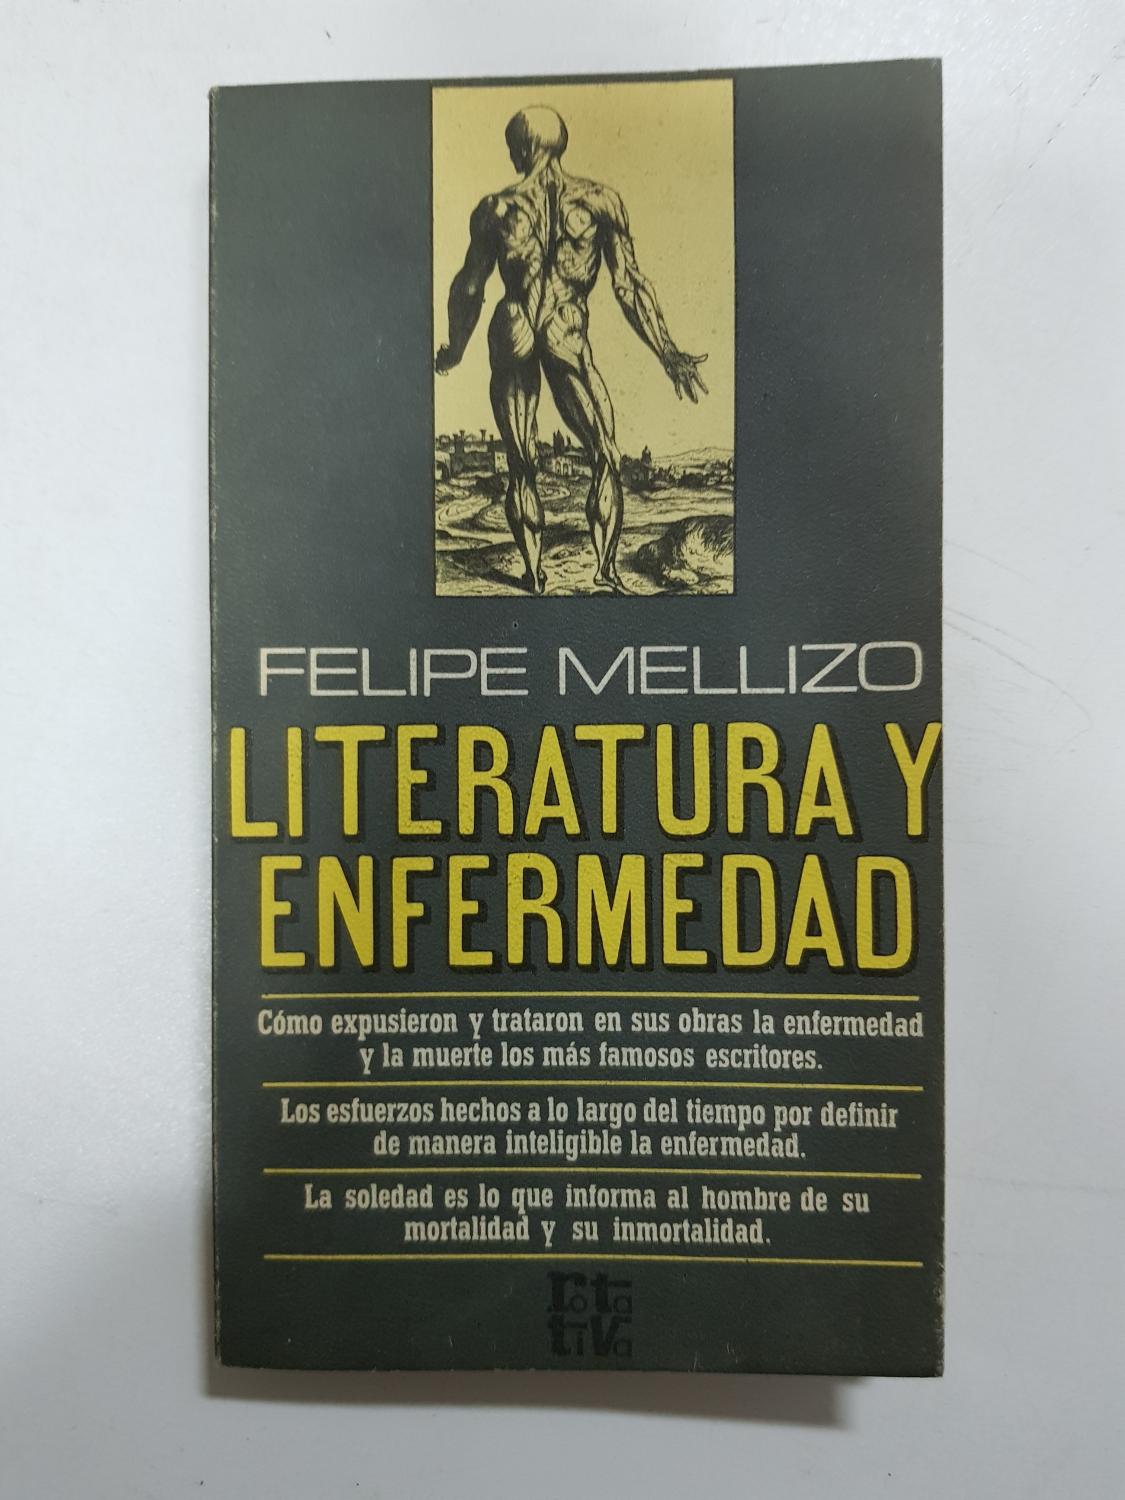 FELIPE MELLIZO
LITERATURA Y
ENFERMEDAD
Cómo expusieron y trataron en sus obras la enfermedad
y la muerte los más famosos escritores.
Los esfuerzos hechos a lo largo del tiempo por definir
de manera inteligible la enfermedad.
La soledad es lo que informa al hombre de su
mortalidad y su inmortalidad.
rota
tiva